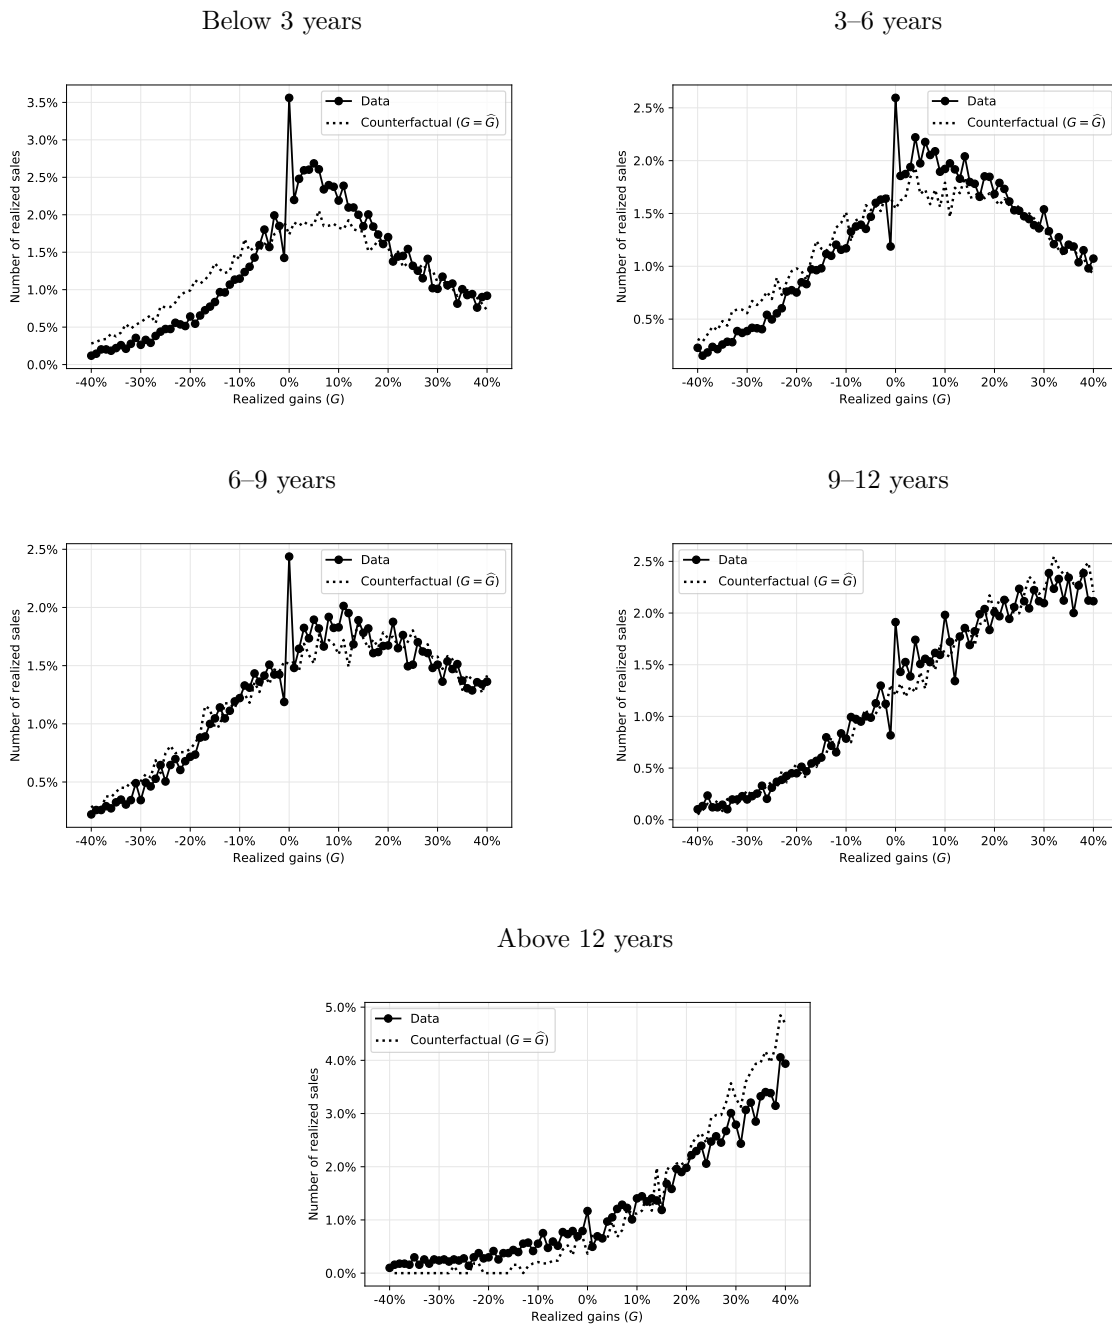 Below 3 years
3–6 years
Number of realized sales
3.5%
3.0%
2.5%
2.0%
1.5%
1.0%
0.5%
0.0%
Data
Counterfactual (G = Ĝ)
-40% -30% -20% -10% 0% 10% 20% 30% 40%
Realized gains (G)
Number of realized sales
2.5%
2.0%
1.5%
1.0%
0.5%
Data
Counterfactual (G = Ĝ)
-40% -30% -20% -10% 0% 10% 20% 30% 40%
Realized gains (G)
6–9 years
9–12 years
Number of realized sales
2.5%
2.0%
1.5%
1.0%
0.5%
Data
Counterfactual (G = Ĝ)
-40% -30% -20% -10% 0% 10% 20% 30% 40%
Realized gains (G)
Number of realized sales
2.5%
2.0%
1.5%
1.0%
0.5%
0.0%
Data
Counterfactual (G = Ĝ)
-40% -30% -20% -10% 0% 10% 20% 30% 40%
Realized gains (G)
Above 12 years
Number of realized sales
5.0%
4.0%
3.0%
2.0%
1.0%
0.0%
Data
Counterfactual (G = Ĝ)
-40% -30% -20% -10% 0% 10% 20% 30% 40%
Realized gains (G)